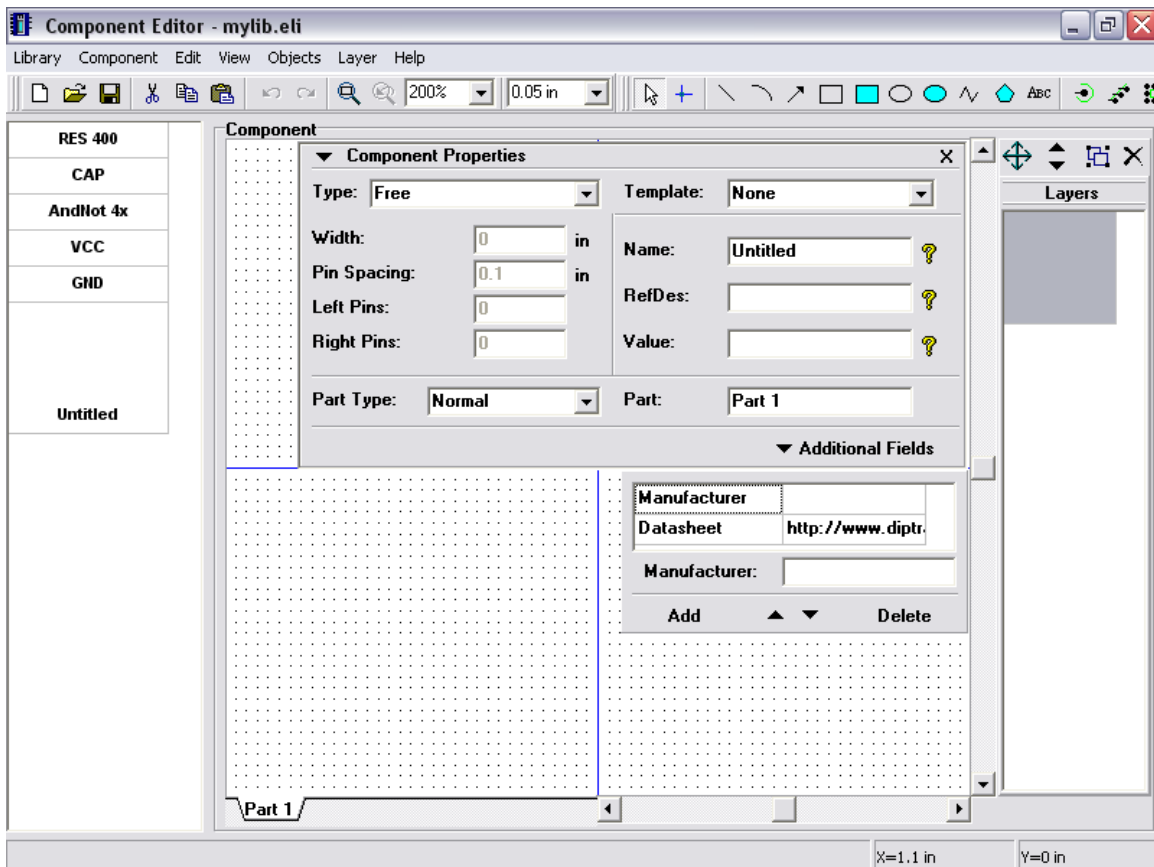 Component Editor - mylib.eli
Library Component Edit View Objects Layer Help
200% 0.05 in ABC
RES 400
CAP
AndNot 4x
VCC
GND
Untitled
Component
Component Properties
Type: Free Template: None
Width: 0 in
Pin Spacing: 0.1 in
Left Pins: 0
Right Pins: 0
Name: Untitled ?
RefDes: ?
Value: ?
Part Type: Normal Part: Part 1
Additional Fields
Manufacturer
Datasheet http://www.diptr
Manufacturer:
Add Delete
Layers
Part 1
X=1.1 in Y=0 in